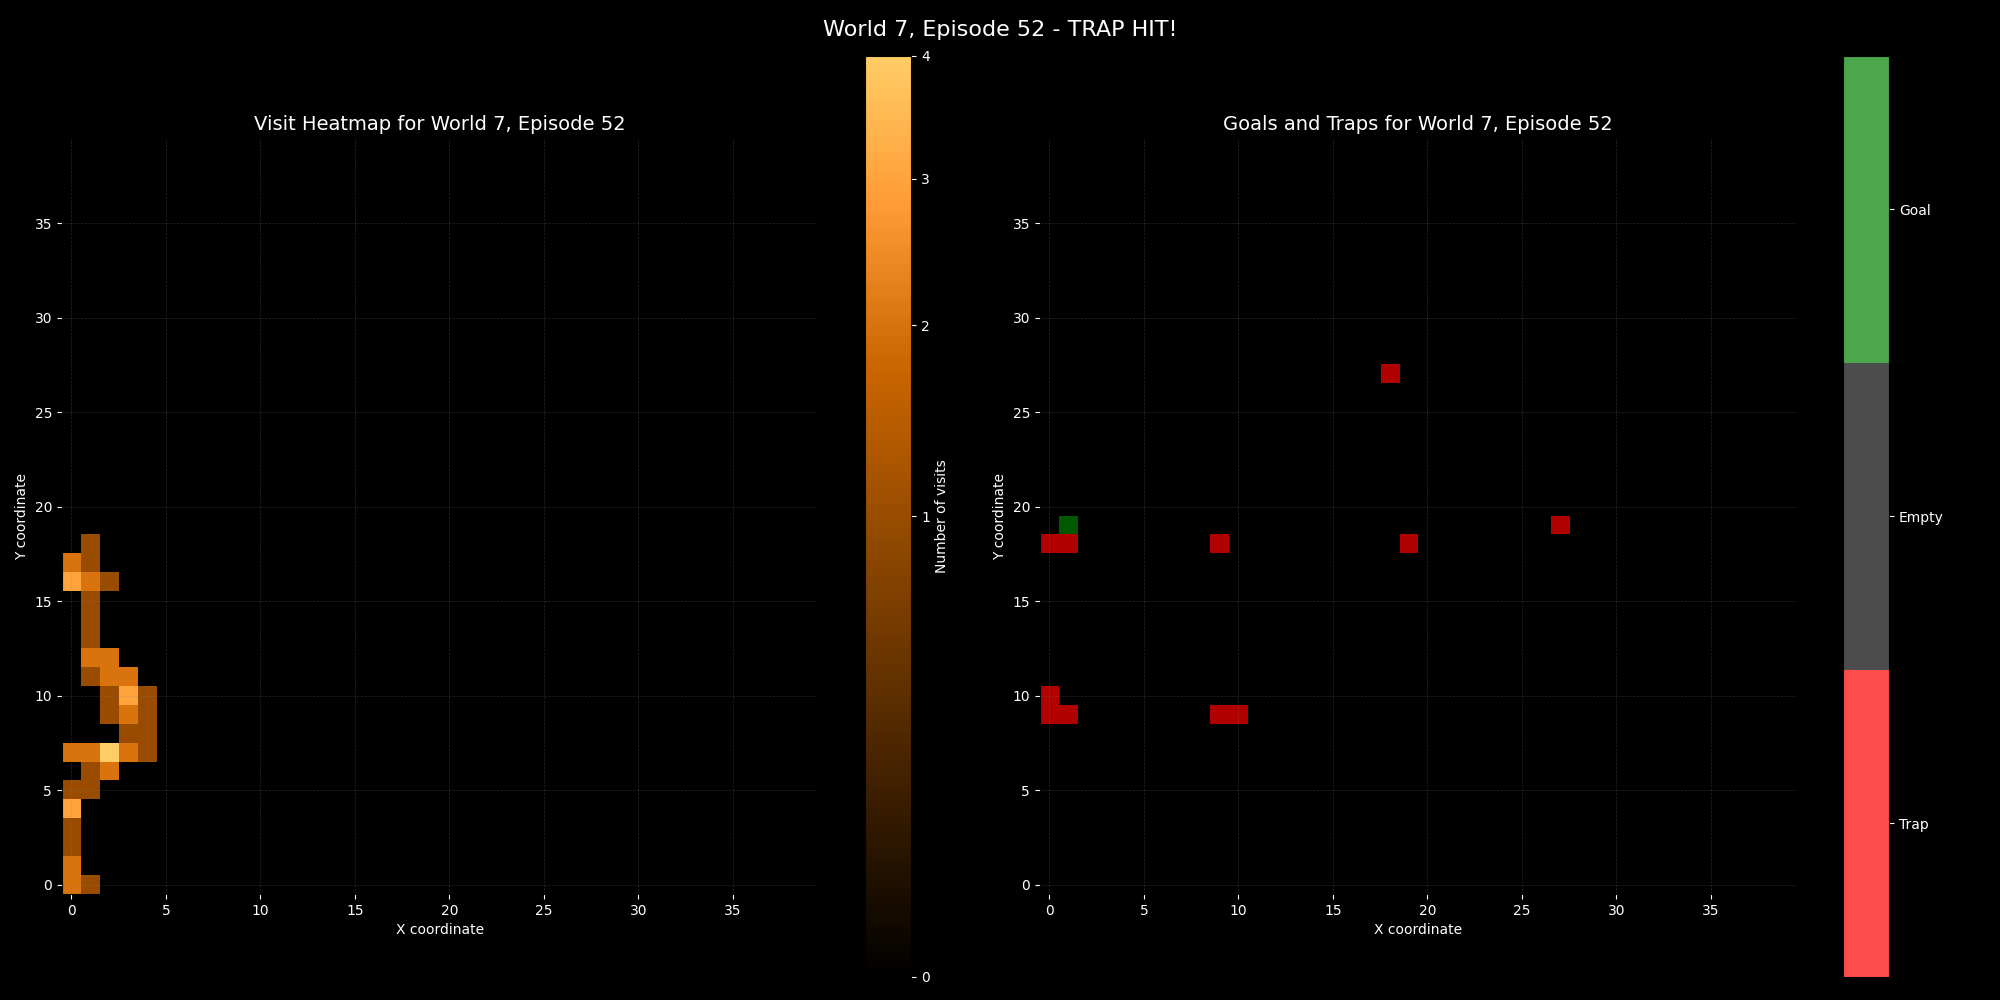 World 7, Episode 52 - TRAP HIT!
Visit Heatmap for World 7, Episode 52
Y coordinate
35
30
25
20
15
10
5
0
0 5 10 15 20 25 30 35
X coordinate
4
3
2
1
0
Number of visits
Goals and Traps for World 7, Episode 52
Y coordinate
35
30
25
20
15
10
5
0
0 5 10 15 20 25 30 35
X coordinate
Goal
Empty
Trap